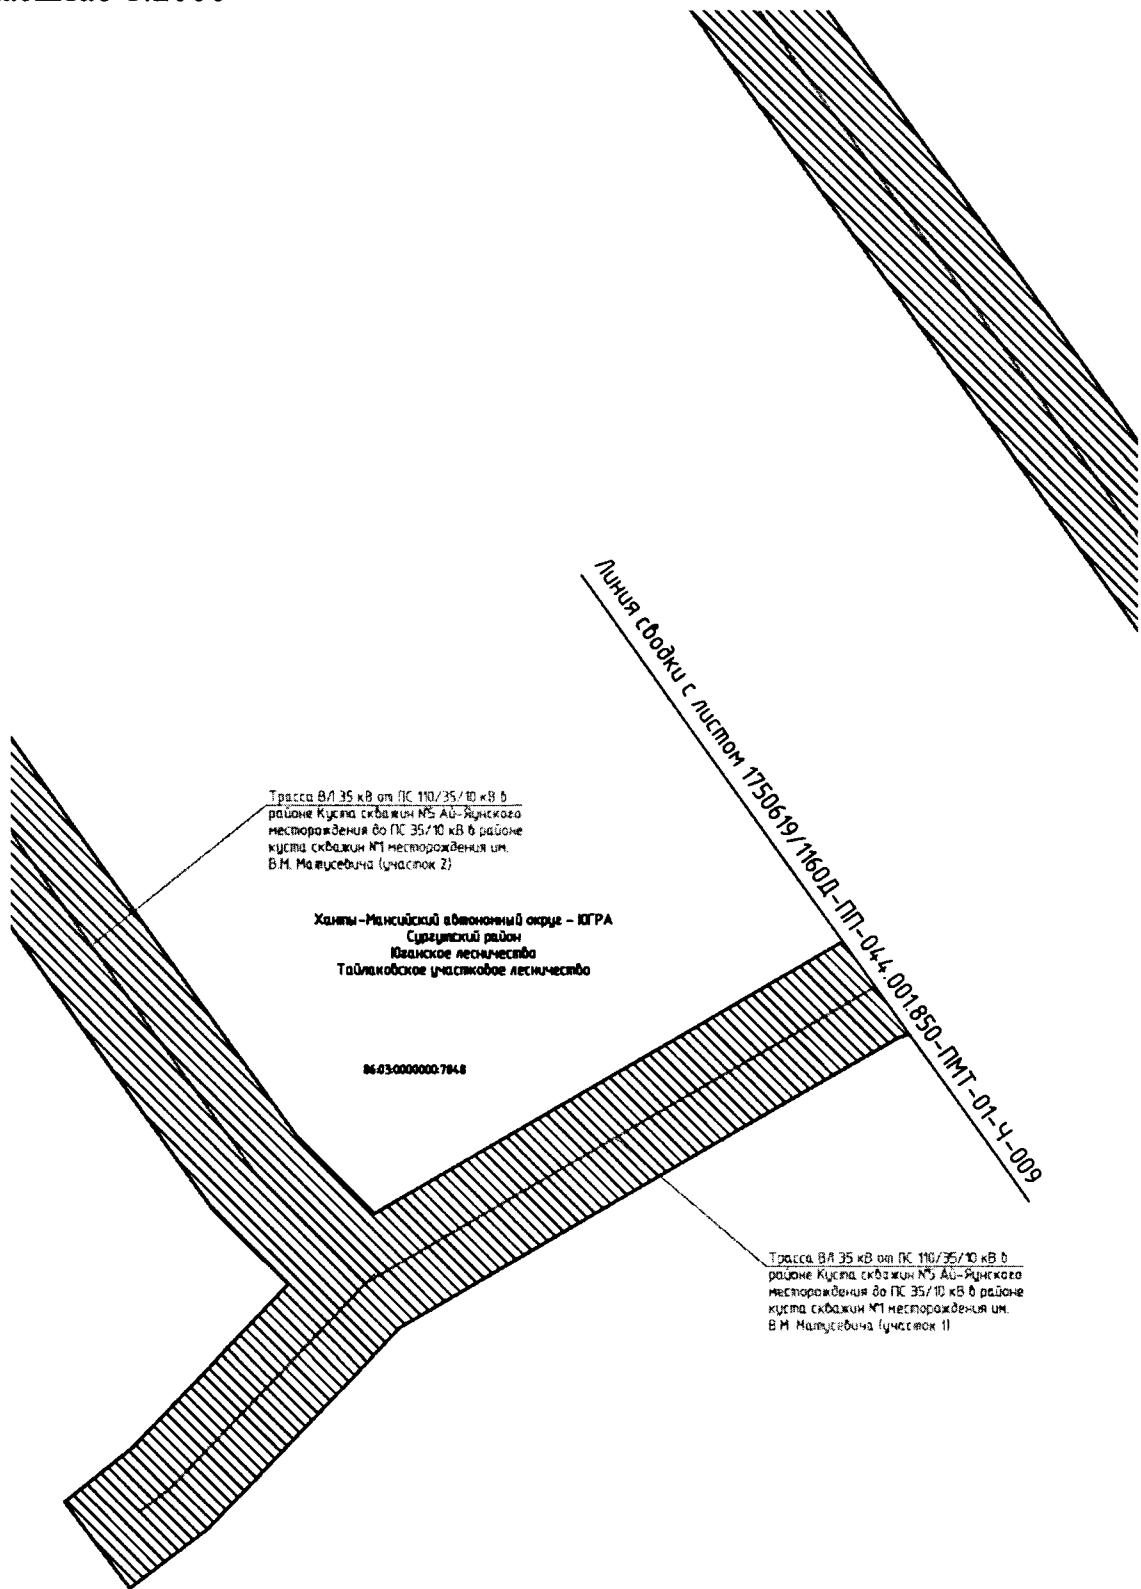 1:2000
Линия сводки с листом 1750619/1160Д-ПП-044.001.850-ПМТ-01-Ч-009
Трасса ВЛ 35 кВ от ПС 110/35/10 кВ в
районе Куста скважин №5 Ай-Яунского
месторождения до ПС 35/10 кВ в районе
куста скважин №1 месторождения им.
В.М. Матусевича (участок 2)
Ханты-Мансийский автономный округ - ЮГРА
Сургутский район
Юганское лесничество
Тайлаковское участковое лесничество
86:03:0000000:7848
Трасса ВЛ 35 кВ от ПС 110/35/10 кВ в
районе Куста скважин №5 Ай-Яунского
месторождения до ПС 35/10 кВ в районе
куста скважин №1 месторождения им.
В.М. Матусевича (участок 1)